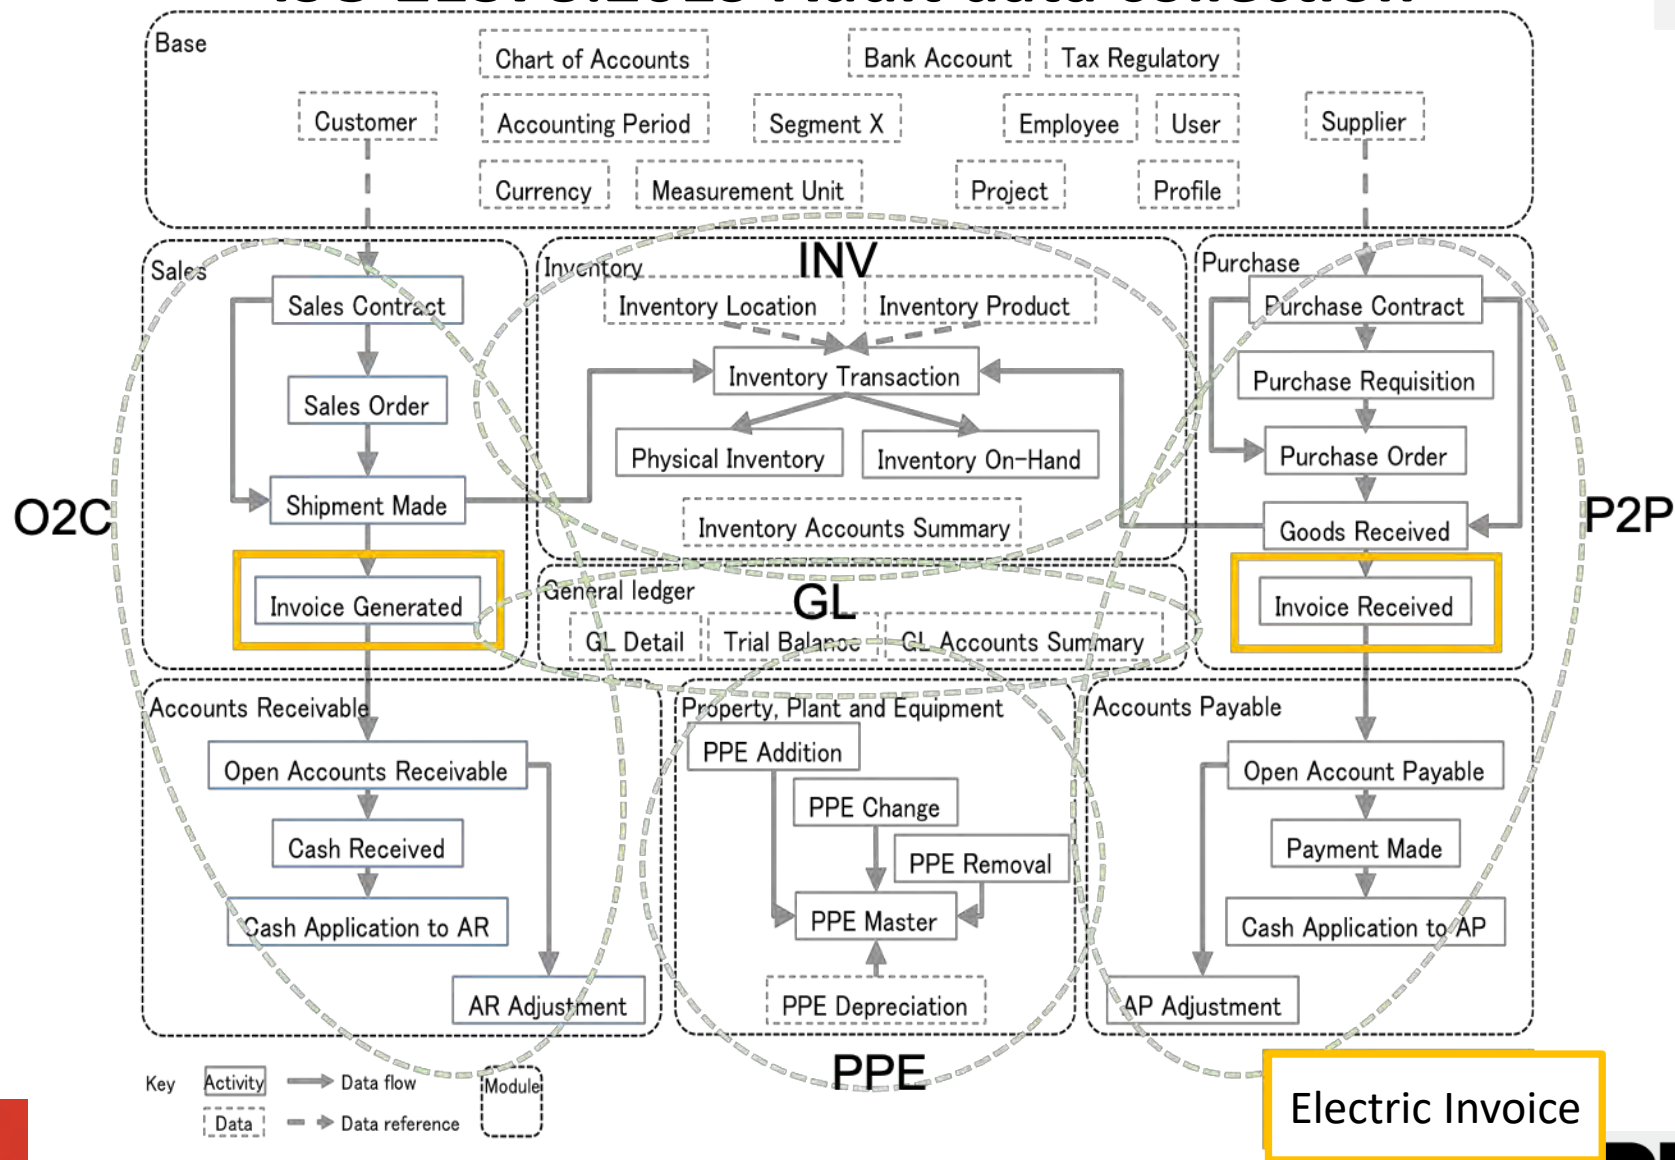 Audit data collection
Base
Chart of Accounts
Bank Account
Tax Regulatory
Customer
Accounting Period
Segment X
Employee
User
Supplier
Currency
Measurement Unit
Project
Profile
Sales
Sales Contract
Sales Order
Shipment Made
Invoice Generated
O2C
Inventory
INV
Inventory Location
Inventory Product
Inventory Transaction
Physical Inventory
Inventory On-Hand
Inventory Accounts Summary
General ledger
GL
GL Detail
Trial Balance
GL Accounts Summary
Purchase
Purchase Contract
Purchase Requisition
Purchase Order
Goods Received
Invoice Received
P2P
Accounts Receivable
Open Accounts Receivable
Cash Received
Cash Application to AR
AR Adjustment
Property, Plant and Equipment
PPE Addition
PPE Change
PPE Removal
PPE Master
PPE Depreciation
PPE
Accounts Payable
Open Account Payable
Payment Made
Cash Application to AP
AP Adjustment
Key
Activity
Data flow
Module
Data
Data reference
Electric Invoice